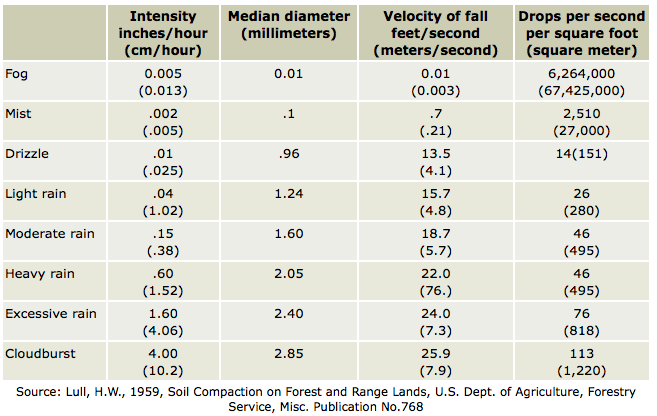 Intensity inches/hour (cm/hour) Median diameter (millimeters) Velocity of fall feet/second (meters/second) Drops per second per square foot (square meter)
Fog 0.005 (0.013) 0.01 0.01 (0.003) 6,264,000 (67,425,000)
Mist .002 (.005) .1 .7 (.21) 2,510 (27,000)
Drizzle .01 (.025) .96 13.5 (4.1) 14(151)
Light rain .04 (1.02) 1.24 15.7 (4.8) 26 (280)
Moderate rain .15 (.38) 1.60 18.7 (5.7) 46 (495)
Heavy rain .60 (1.52) 2.05 22.0 (76.) 46 (495)
Excessive rain 1.60 (4.06) 2.40 24.0 (7.3) 76 (818)
Cloudburst 4.00 (10.2) 2.85 25.9 (7.9) 113 (1,220)
Source: Lull, H.W., 1959, Soil Compaction on Forest and Range Lands, U.S. Dept. of Agriculture, Forestry
Service, Misc. Publication No.768